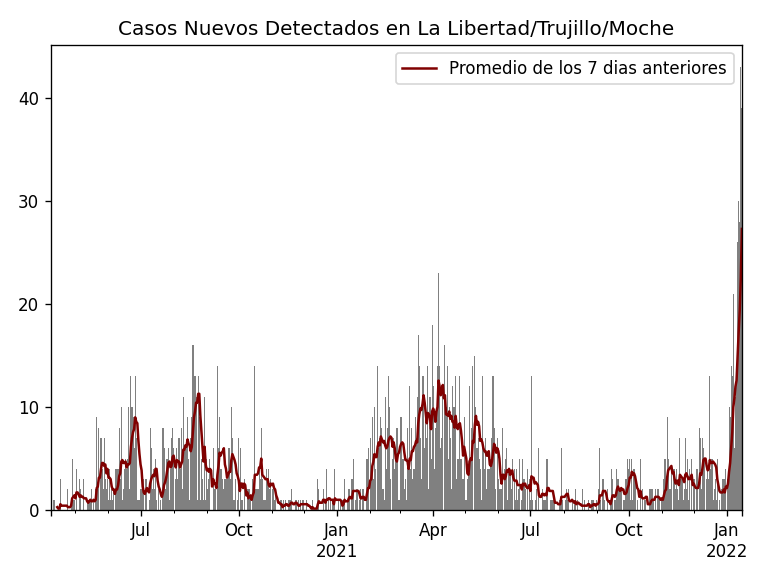 Casos Nuevos Detectados en La Libertad/Trujillo/Moche
Promedio de los 7 dias anteriores
40
30
20
10
0
Jul Oct Jan Apr Jul Oct Jan
2021 2022